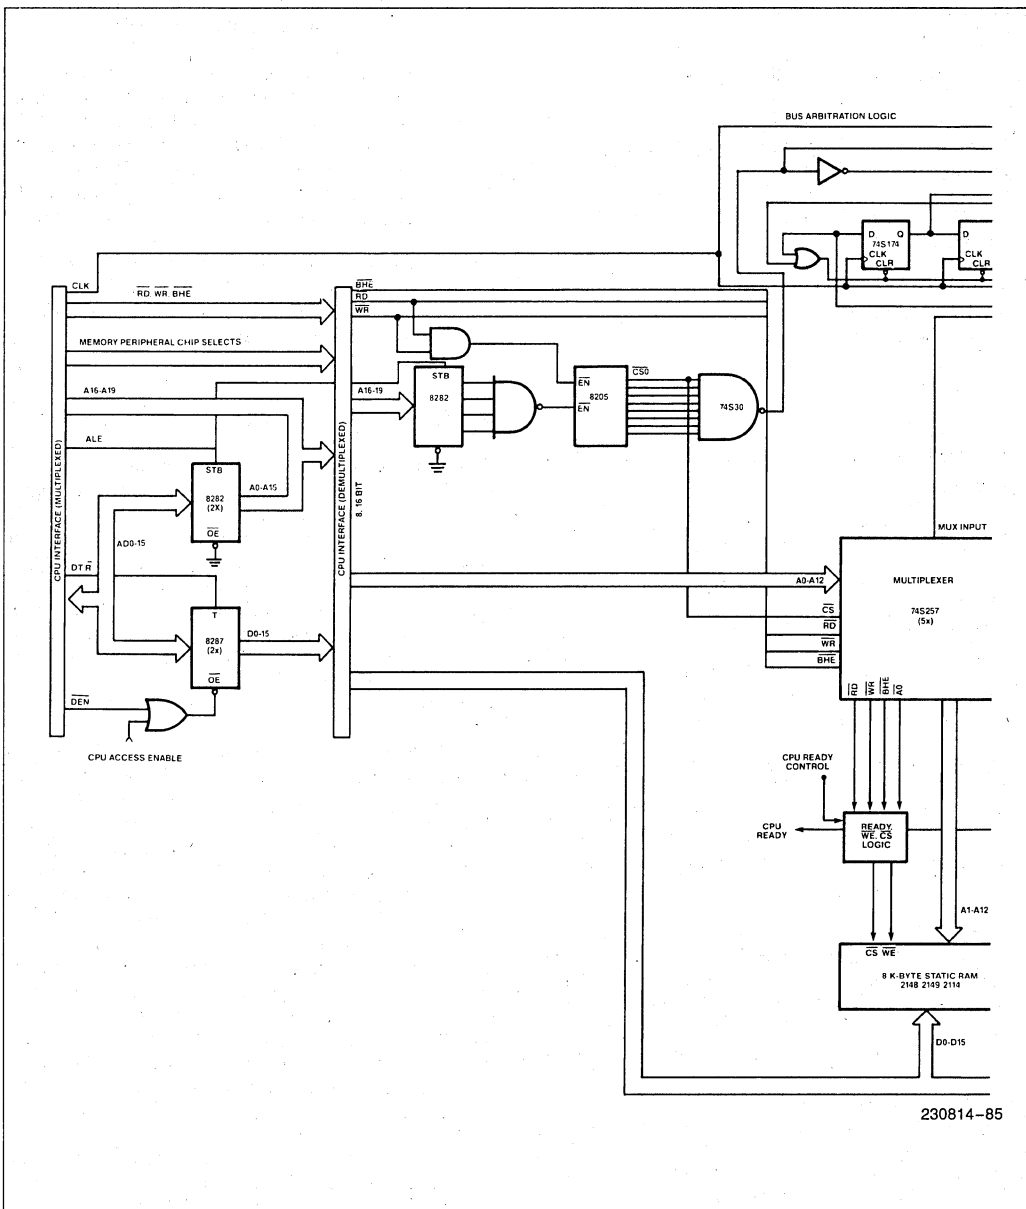 BUS ARBITRATION LOGIC
D
Q
74S174
CLK
CLR
D
CLK
CLR
CLK
RD, WR, BHE
MEMORY PERIPHERAL CHIP SELECTS
A16-A19
ALE
CPU INTERFACE (MULTIPLEXED)
STB
8282
(2X)
OE
A0-A15
AD0-15
DT R
T
8287
(2x)
OE
D0-15
DEN
CPU ACCESS ENABLE
CPU INTERFACE (DEMULTIPLEXED)
8, 16 BIT
BHE
RD
WR
A16-19
STB
8282
EN
8205
EN
CS0
74S30
MUX INPUT
A0-A12
MULTIPLEXER
74S257
(5x)
CS
RD
WR
BHE
RD
WR
BHE
A0
CPU READY
CONTROL
CPU
READY
READY,
WE, CS
LOGIC
A1-A12
CS WE
8 K-BYTE STATIC RAM
2148 2149 2114
D0-D15
230814-85